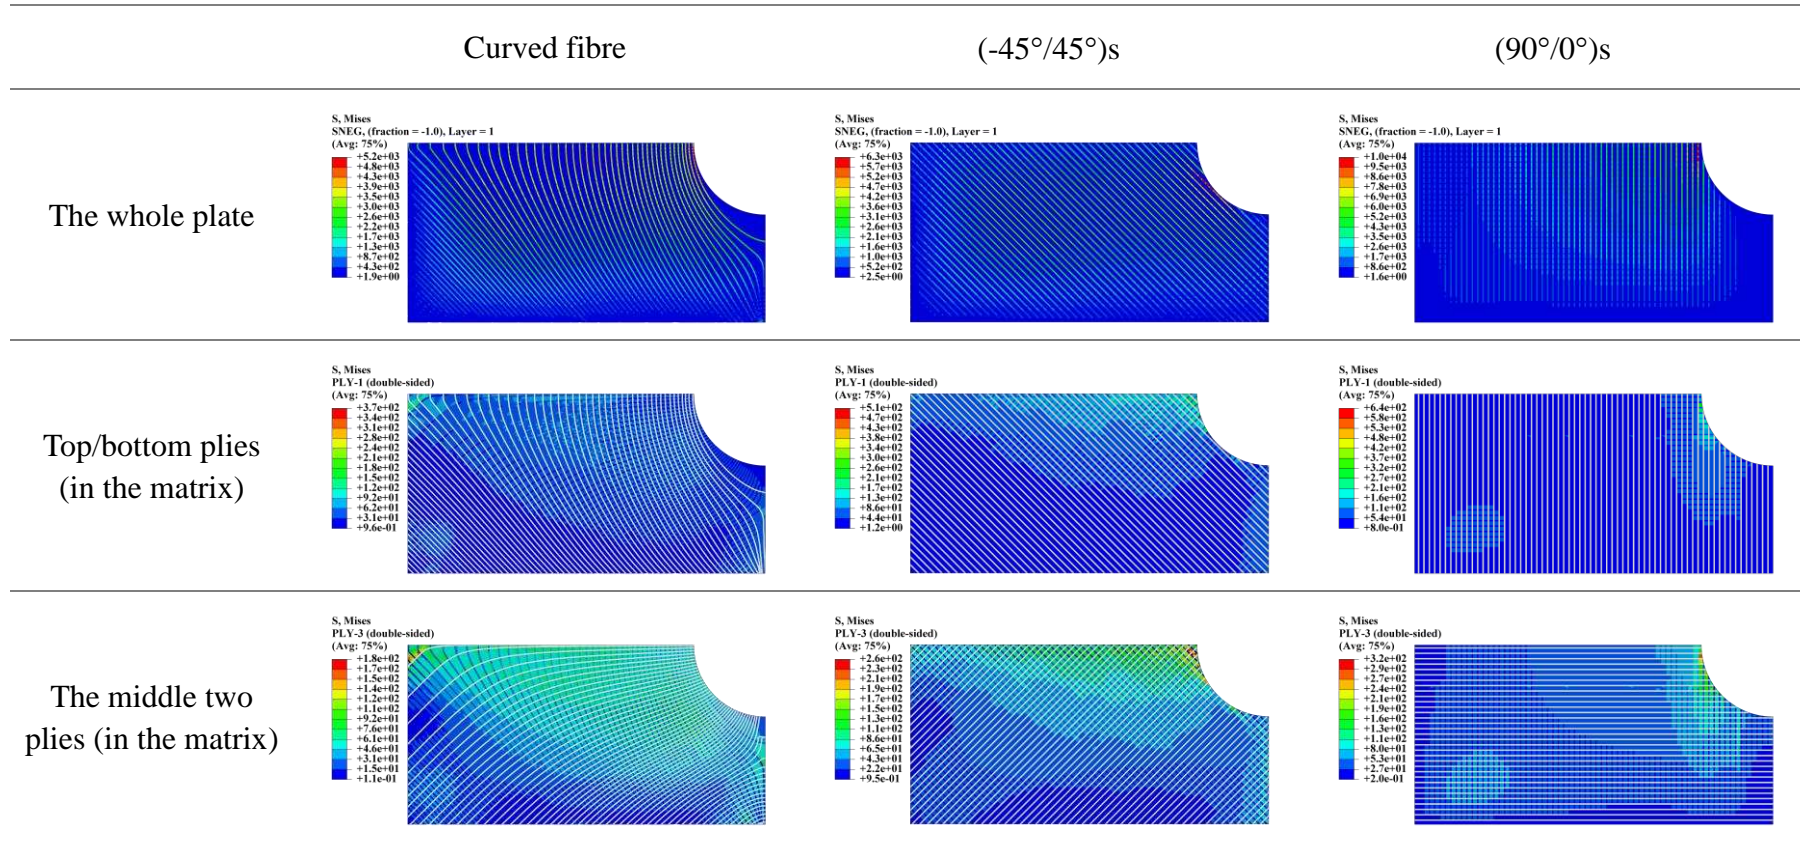 Curved fibre
(-45°/45°)s
(90°/0°)s
The whole plate
S, Mises
SNEG, (fraction = -1.0), Layer = 1
(Avg: 75%)
+5.2e+03
+4.8e+03
+4.3e+03
+3.9e+03
+3.5e+03
+3.0e+03
+2.6e+03
+2.2e+03
+1.7e+03
+1.3e+03
+8.7e+02
+4.3e+02
+1.9e+00
S, Mises
SNEG, (fraction = -1.0), Layer = 1
(Avg: 75%)
+6.3e+03
+5.7e+03
+5.2e+03
+4.7e+03
+4.2e+03
+3.6e+03
+3.1e+03
+2.6e+03
+2.1e+03
+1.6e+03
+1.0e+03
+5.2e+02
+2.5e+00
S, Mises
SNEG, (fraction = -1.0), Layer = 1
(Avg: 75%)
+1.0e+04
+9.5e+03
+8.6e+03
+7.8e+03
+6.9e+03
+6.0e+03
+5.2e+03
+4.3e+03
+3.5e+03
+2.6e+03
+1.7e+03
+8.6e+02
+1.6e+00
Top/bottom plies
(in the matrix)
S, Mises
PLY-1 (double-sided)
(Avg: 75%)
+3.7e+02
+3.4e+02
+3.1e+02
+2.8e+02
+2.4e+02
+2.1e+02
+1.8e+02
+1.5e+02
+1.2e+02
+9.2e+01
+6.2e+01
+3.1e+01
+9.6e-01
S, Mises
PLY-1 (double-sided)
(Avg: 75%)
+5.1e+02
+4.7e+02
+4.3e+02
+3.8e+02
+3.4e+02
+3.0e+02
+2.6e+02
+2.1e+02
+1.7e+02
+1.3e+02
+8.6e+01
+4.4e+01
+1.2e+00
S, Mises
PLY-1 (double-sided)
(Avg: 75%)
+6.4e+02
+5.8e+02
+5.3e+02
+4.8e+02
+4.2e+02
+3.7e+02
+3.2e+02
+2.7e+02
+2.1e+02
+1.6e+02
+1.1e+02
+5.4e+01
+8.0e-01
The middle two
plies (in the matrix)
S, Mises
PLY-3 (double-sided)
(Avg: 75%)
+1.8e+02
+1.7e+02
+1.5e+02
+1.4e+02
+1.2e+02
+1.1e+02
+9.2e+01
+7.6e+01
+6.1e+01
+4.6e+01
+3.1e+01
+1.5e+01
+1.1e-01
S, Mises
PLY-3 (double-sided)
(Avg: 75%)
+2.6e+02
+2.3e+02
+2.1e+02
+1.9e+02
+1.7e+02
+1.5e+02
+1.3e+02
+1.1e+02
+8.6e+01
+6.5e+01
+4.3e+01
+2.2e+01
+9.5e-01
S, Mises
PLY-3 (double-sided)
(Avg: 75%)
+3.2e+02
+2.9e+02
+2.7e+02
+2.4e+02
+2.1e+02
+1.9e+02
+1.6e+02
+1.3e+02
+1.1e+02
+8.0e+01
+5.3e+01
+2.7e+01
+2.0e-01